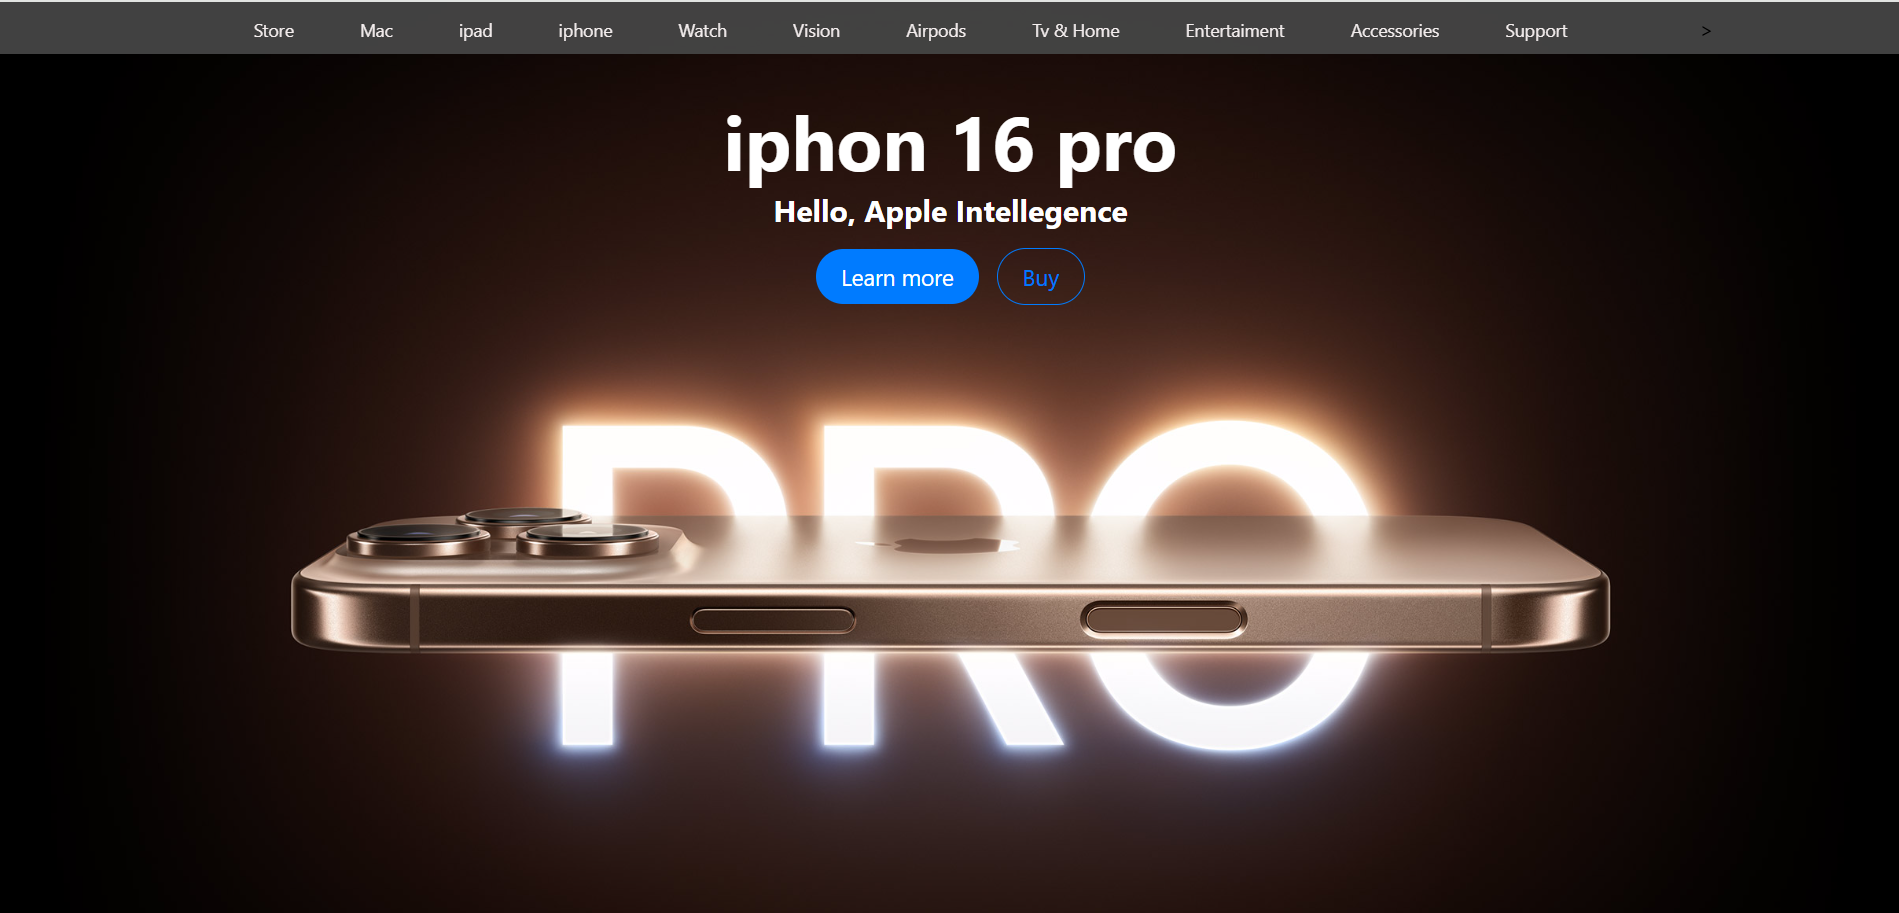 Store Mac ipad iphone Watch Vision Airpods Tv & Home Entertaiment Accessories Support >
iphon 16 pro
Hello, Apple Intellegence
Learn more Buy
PRO